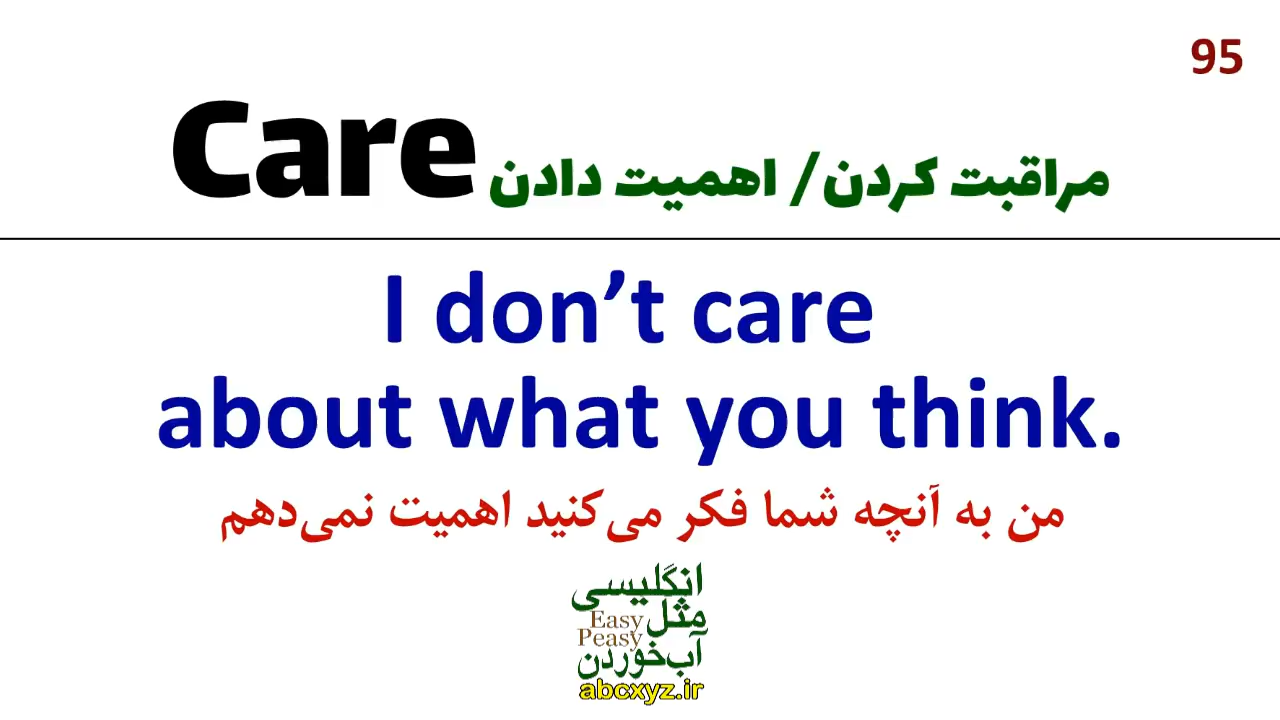 95
Care مراقبت کردن/ اهمیت دادن
I don’t care
about what you think.
من به آنچه شما فکر می‌کنید اهمیت نمی‌دهم
انگلیسی
مثل Easy
Peasy
آب‌خوردن
abcxyz.ir